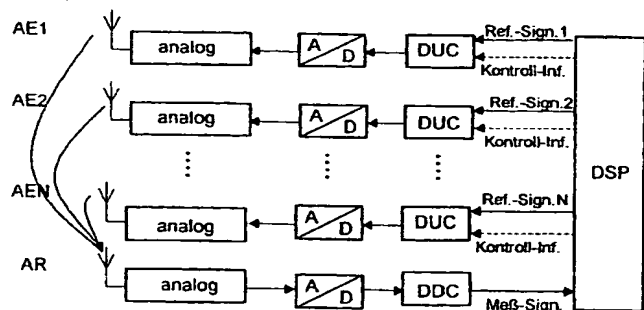 AE1 analog A D DUC Ref.-Sign.1
Kontroll-Inf.
AE2 analog A D DUC Ref.-Sign.2
Kontroll-Inf.
DSP
AEN analog A D DUC Ref.-Sign.N
Kontroll-Inf.
AR analog A D DDC Meß-Sign.